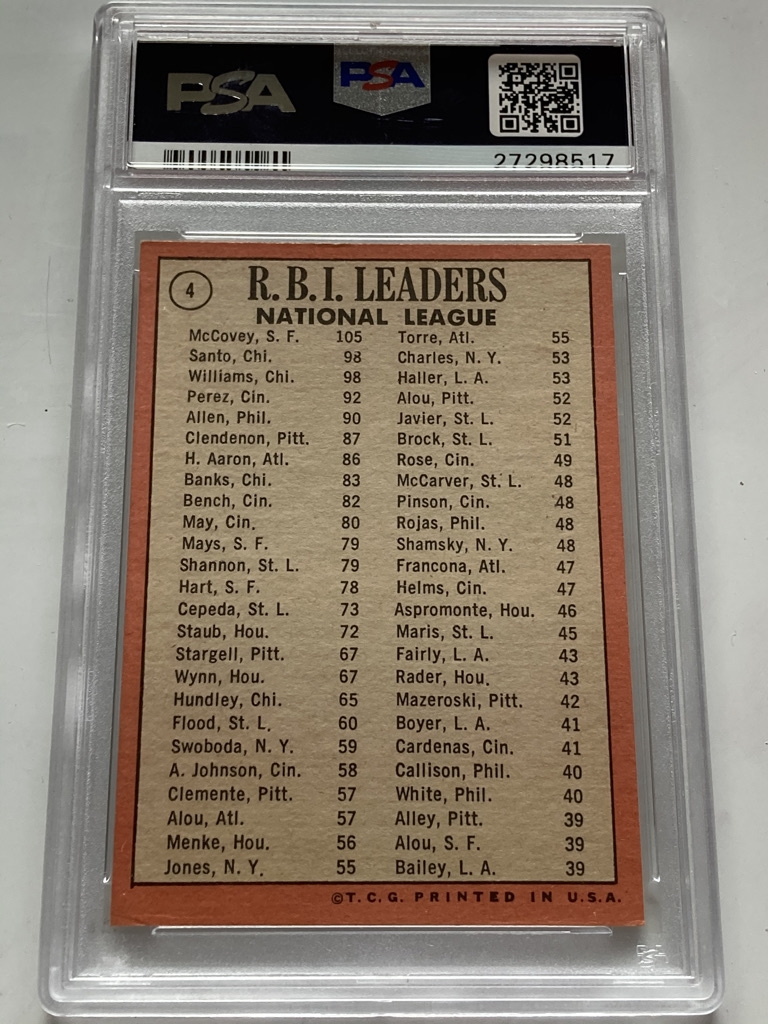 PSA PSA
27298517
4 R.B.I. LEADERS
NATIONAL LEAGUE
McCovey, S. F. 105 Torre, Atl. 55
Santo, Chi. 98 Charles, N. Y. 53
Williams, Chi. 98 Haller, L. A. 53
Perez, Cin. 92 Alou, Pitt. 52
Allen, Phil. 90 Javier, St. L. 52
Clendenon, Pitt. 87 Brock, St. L. 51
H. Aaron, Atl. 86 Rose, Cin. 49
Banks, Chi. 83 McCarver, St. L. 48
Bench, Cin. 82 Pinson, Cin. 48
May, Cin. 80 Rojas, Phil. 48
Mays, S. F. 79 Shamsky, N. Y. 48
Shannon, St. L. 79 Francona, Atl. 47
Hart, S. F. 78 Helms, Cin. 47
Cepeda, St. L. 73 Aspromonte, Hou. 46
Staub, Hou. 72 Maris, St. L. 45
Stargell, Pitt. 67 Fairly, L. A. 43
Wynn, Hou. 67 Rader, Hou. 43
Hundley, Chi. 65 Mazeroski, Pitt. 42
Flood, St. L. 60 Boyer, L. A. 41
Swoboda, N. Y. 59 Cardenas, Cin. 41
A. Johnson, Cin. 58 Callison, Phil. 40
Clemente, Pitt. 57 White, Phil. 40
Alou, Atl. 57 Alley, Pitt. 39
Menke, Hou. 56 Alou, S. F. 39
Jones, N. Y. 55 Bailey, L. A. 39
©T. C. G. PRINTED IN U.S.A.
PSA